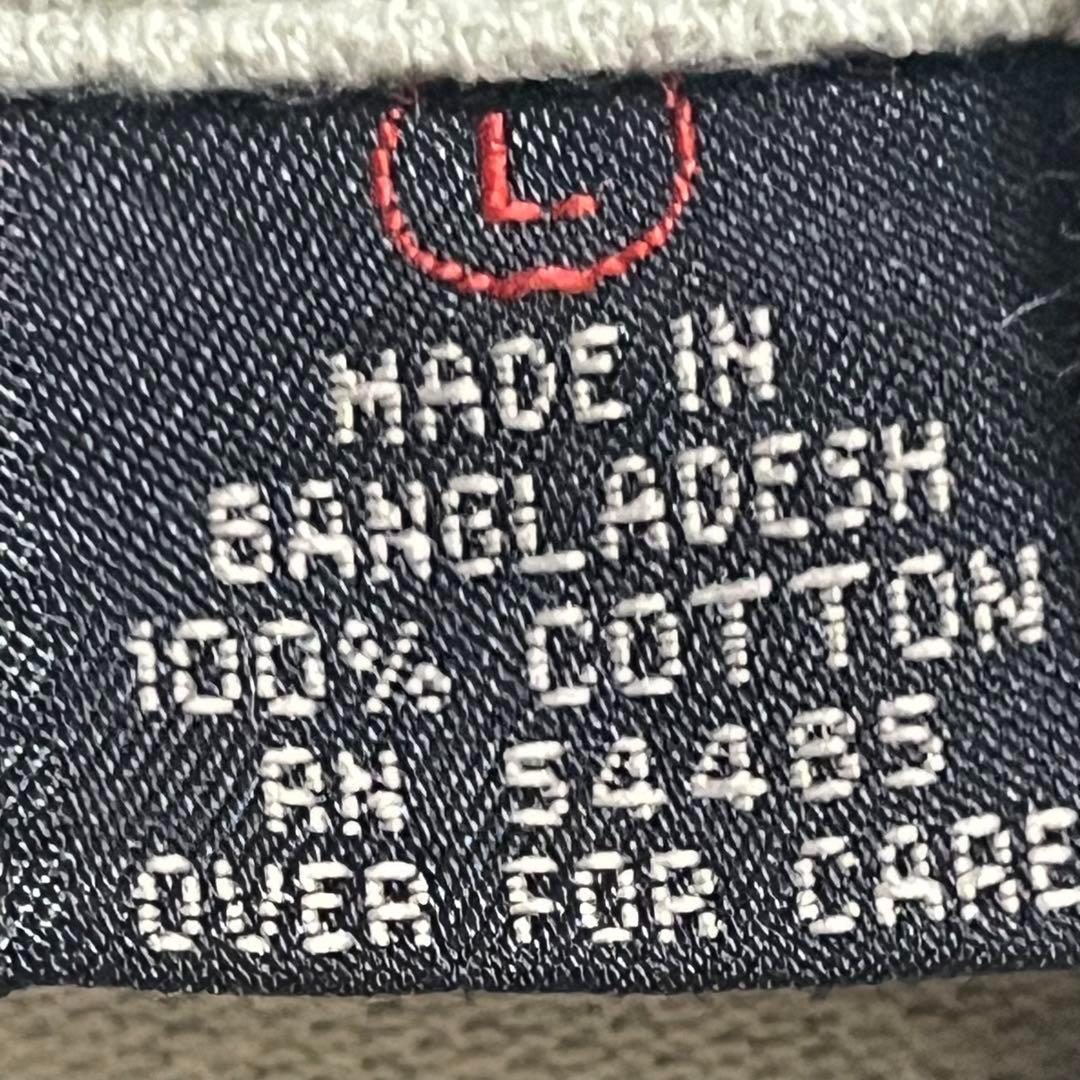 L
MADE IN
BANGLADESH
100% COTTON
RN 54485
OVER FOR CARE